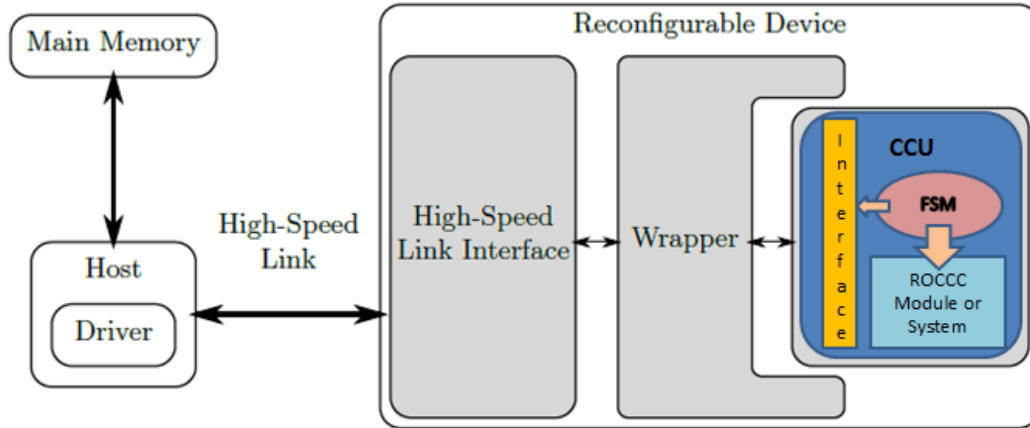 Main Memory
Host
Driver
High-Speed
Link
Reconfigurable Device
High-Speed
Link Interface
Wrapper
Interface
CCU
FSM
ROCCC
Module or
System